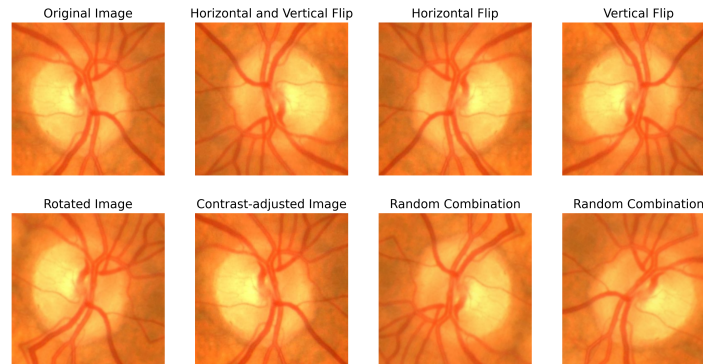 Original Image
Horizontal and Vertical Flip
Horizontal Flip
Vertical Flip
Rotated Image
Contrast-adjusted Image
Random Combination
Random Combination